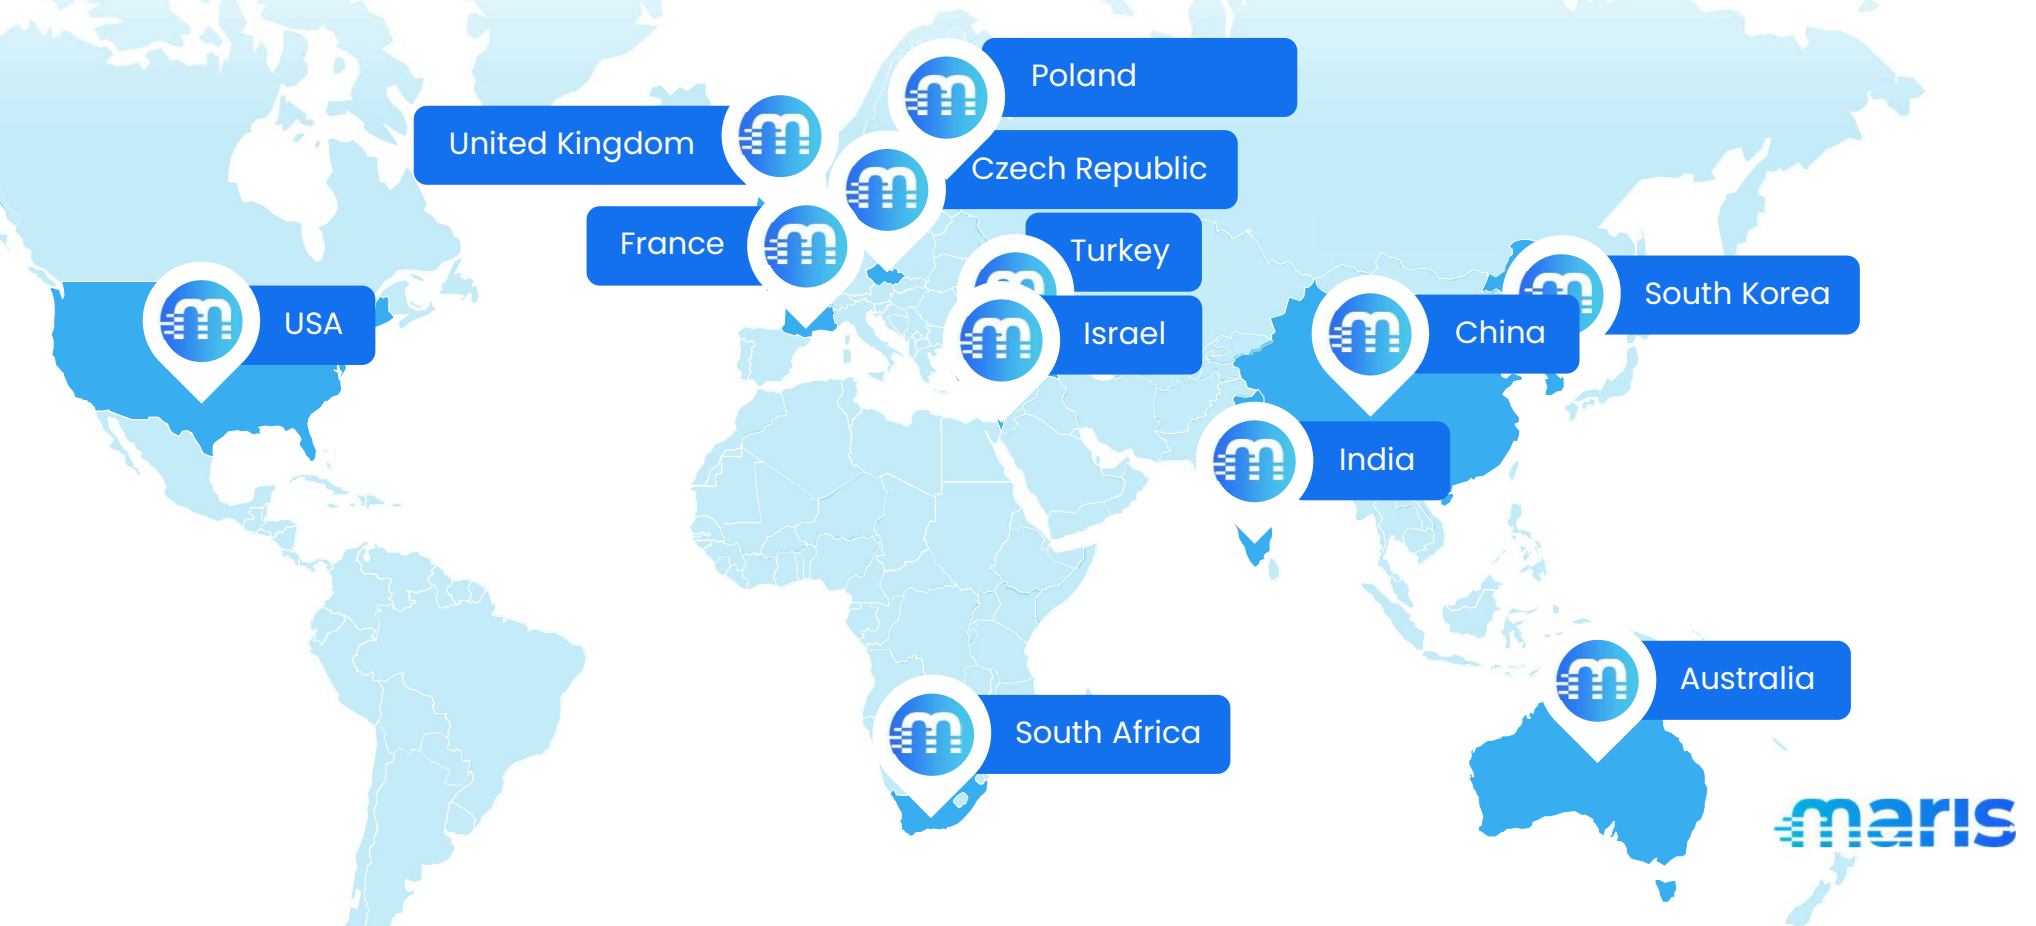 Poland
United Kingdom
Czech Republic
France
Turkey
South Korea
USA
Israel
China
India
Australia
South Africa
maris